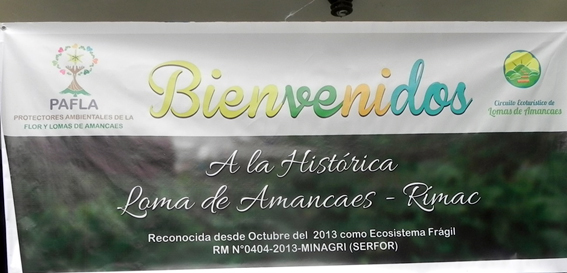 PAFLA
PROTECTORES AMBIENTALES DE LA
FLOR Y LOMAS DE AMANCAES
Bienvenidos
Circuito Ecoturístico de
Lomas de Amancaes
A la Histórica
Loma de Amancaes - Rímac
Reconocida desde Octubre del 2013 como Ecosistema Frágil
RM N°0404-2013-MINAGRI (SERFOR)